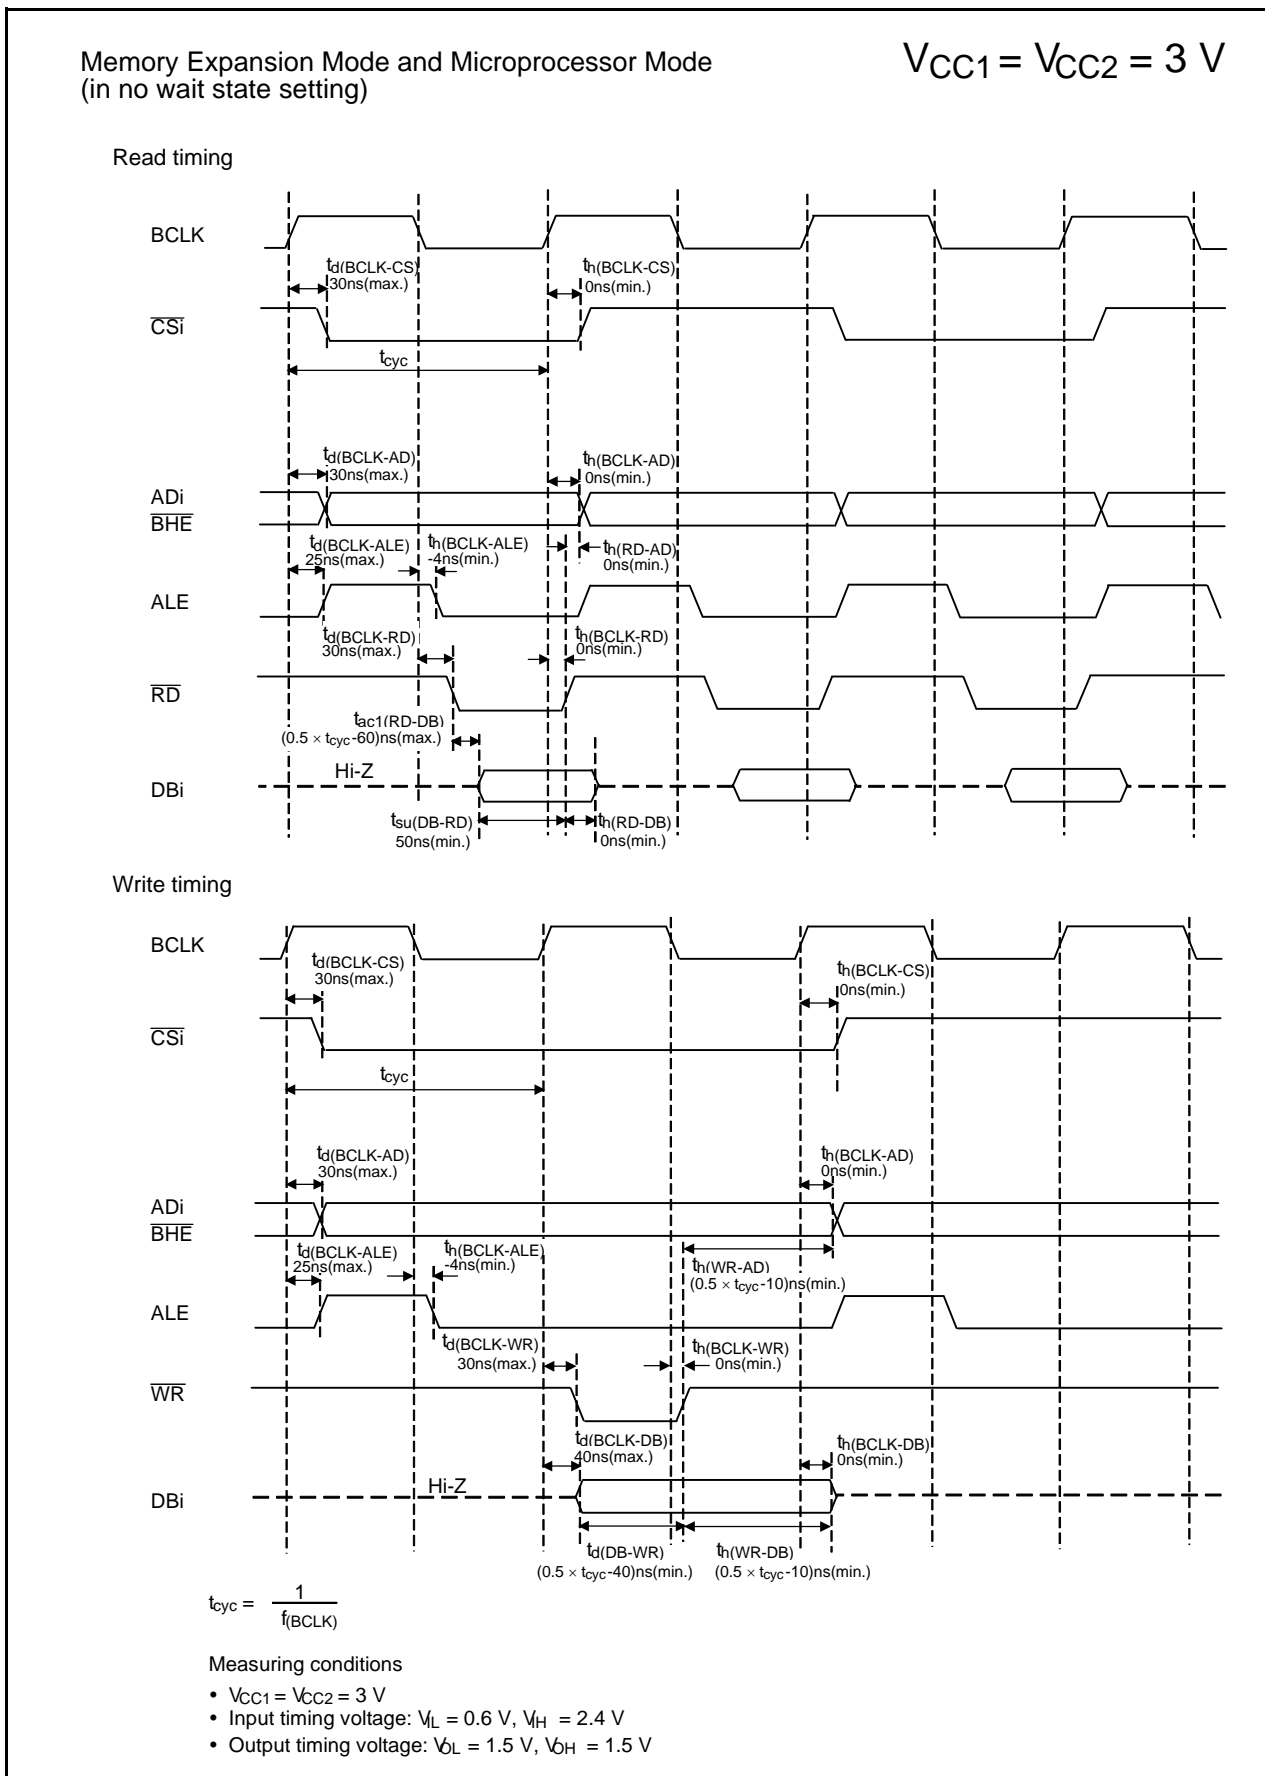 Memory Expansion Mode and Microprocessor Mode
(in no wait state setting)
VCC1 = VCC2 = 3 V
Read timing
BCLK
td(BCLK-CS)
30ns(max.)
th(BCLK-CS)
0ns(min.)
CSi
tcyc
td(BCLK-AD)
30ns(max.)
th(BCLK-AD)
0ns(min.)
ADi
BHE
td(BCLK-ALE)
25ns(max.)
th(BCLK-ALE)
-4ns(min.)
th(RD-AD)
0ns(min.)
ALE
td(BCLK-RD)
30ns(max.)
th(BCLK-RD)
0ns(min.)
RD
tac1(RD-DB)
(0.5 × tcyc-60)ns(max.)
Hi-Z
DBi
tsu(DB-RD)
50ns(min.)
th(RD-DB)
0ns(min.)
Write timing
BCLK
td(BCLK-CS)
30ns(max.)
th(BCLK-CS)
0ns(min.)
CSi
tcyc
td(BCLK-AD)
30ns(max.)
th(BCLK-AD)
0ns(min.)
ADi
BHE
td(BCLK-ALE)
25ns(max.)
th(BCLK-ALE)
-4ns(min.)
th(WR-AD)
(0.5 × tcyc-10)ns(min.)
ALE
td(BCLK-WR)
30ns(max.)
th(BCLK-WR)
0ns(min.)
WR
td(BCLK-DB)
40ns(max.)
th(BCLK-DB)
0ns(min.)
Hi-Z
DBi
td(DB-WR)
(0.5 × tcyc-40)ns(min.)
th(WR-DB)
(0.5 × tcyc-10)ns(min.)
tcyc = 1
f(BCLK)
Measuring conditions
• VCC1 = VCC2 = 3 V
• Input timing voltage: VIL = 0.6 V, VIH = 2.4 V
• Output timing voltage: VOL = 1.5 V, VOH = 1.5 V